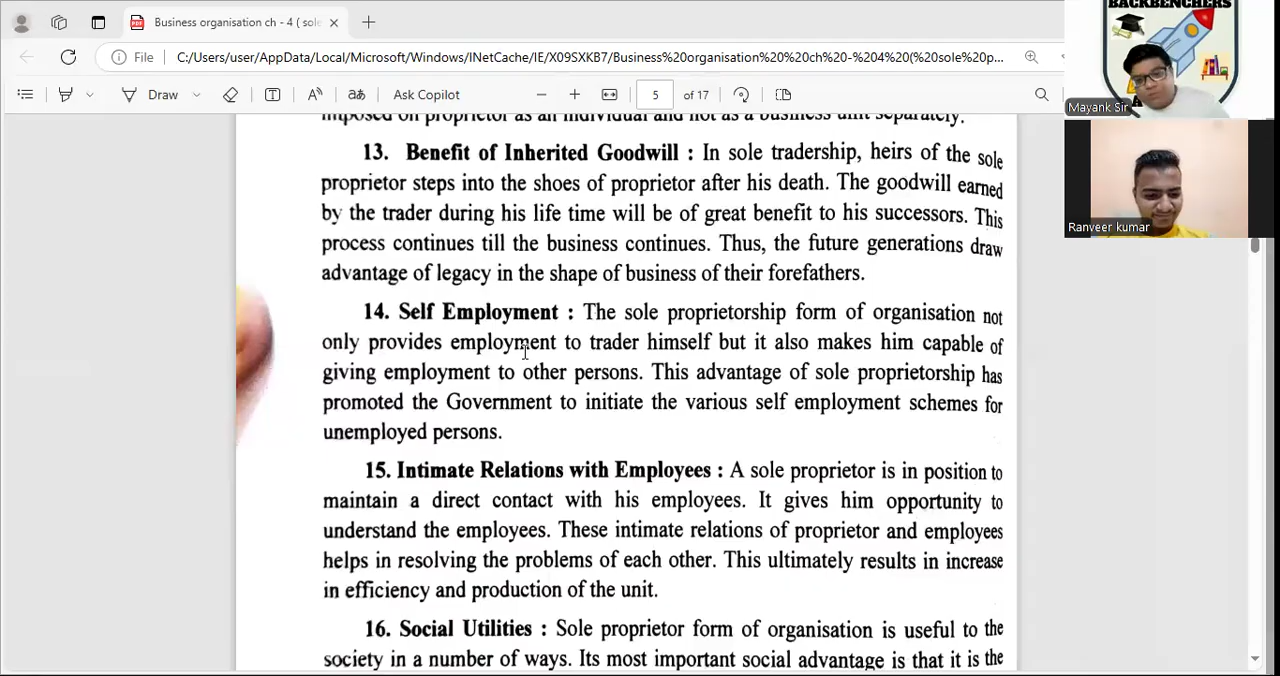 Business organisation ch - 4 ( sole
File
C:/Users/user/AppData/Local/Microsoft/Windows/INetCache/IE/X09SXKB7/Business%20organisation%20%20ch%20-%204%20(%20sole%20p...
Draw
Ask Copilot
5 of 17
BACKBENCHERS
Mayank Sir
Ranveer kumar
imposed on proprietor as an individual and not as a business unit separately.
13. Benefit of Inherited Goodwill : In sole tradership, heirs of the sole
proprietor steps into the shoes of proprietor after his death. The goodwill earned
by the trader during his life time will be of great benefit to his successors. This
process continues till the business continues. Thus, the future generations draw
advantage of legacy in the shape of business of their forefathers.
14. Self Employment : The sole proprietorship form of organisation not
only provides employment to trader himself but it also makes him capable of
giving employment to other persons. This advantage of sole proprietorship has
promoted the Government to initiate the various self employment schemes for
unemployed persons.
15. Intimate Relations with Employees : A sole proprietor is in position to
maintain a direct contact with his employees. It gives him opportunity to
understand the employees. These intimate relations of proprietor and employees
helps in resolving the problems of each other. This ultimately results in increase
in efficiency and production of the unit.
16. Social Utilities : Sole proprietor form of organisation is useful to the
society in a number of ways. Its most important social advantage is that it is the